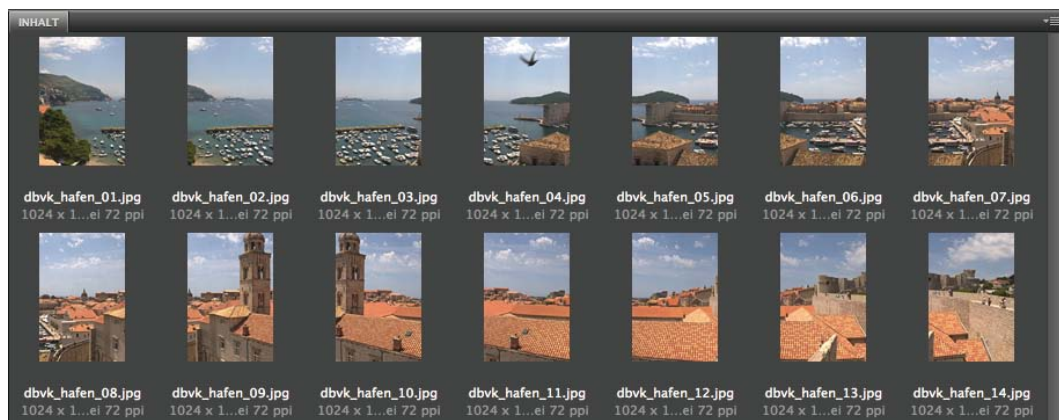 INHALT
dbvk_hafen_01.jpg dbvk_hafen_02.jpg dbvk_hafen_03.jpg dbvk_hafen_04.jpg dbvk_hafen_05.jpg dbvk_hafen_06.jpg dbvk_hafen_07.jpg
1024 x 1...ei 72 ppi 1024 x 1...ei 72 ppi 1024 x 1...ei 72 ppi 1024 x 1...ei 72 ppi 1024 x 1...ei 72 ppi 1024 x 1...ei 72 ppi 1024 x 1...ei 72 ppi
dbvk_hafen_08.jpg dbvk_hafen_09.jpg dbvk_hafen_10.jpg dbvk_hafen_11.jpg dbvk_hafen_12.jpg dbvk_hafen_13.jpg dbvk_hafen_14.jpg
1024 x 1...ei 72 ppi 1024 x 1...ei 72 ppi 1024 x 1...ei 72 ppi 1024 x 1...ei 72 ppi 1024 x 1...ei 72 ppi 1024 x 1...ei 72 ppi 1024 x 1...ei 72 ppi